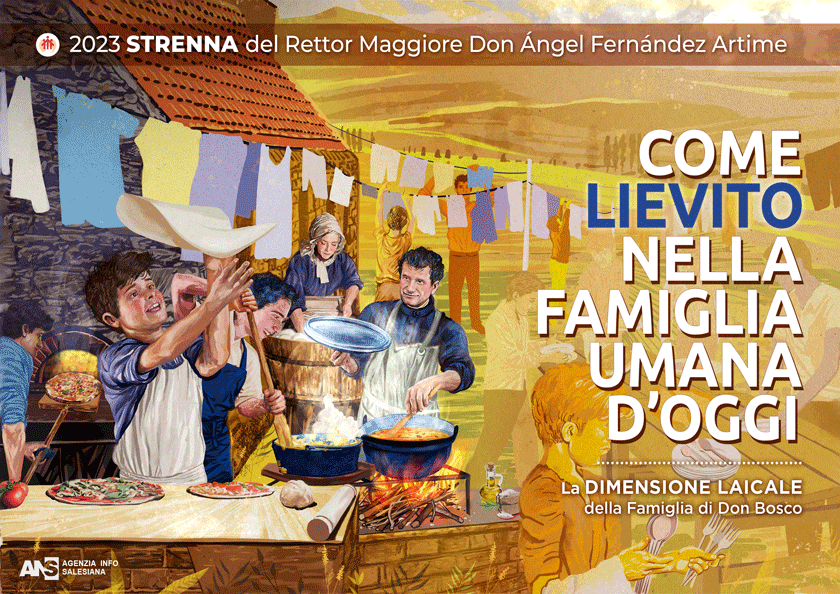 2023 STRENNA del Rettor Maggiore Don Ángel Fernández Artime
COME
LIEVITO
NELLA
FAMIGLIA
UMANA
D'OGGI
La DIMENSIONE LAICALE
della Famiglia di Don Bosco
ANS AGENZIA INFO
SALESIANA